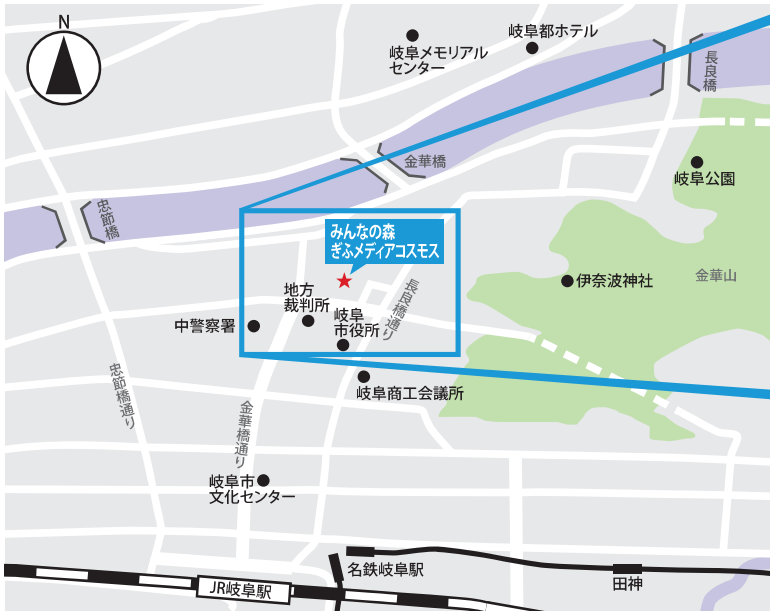 N
岐阜都ホテル
岐阜メモリアル
センター
長良橋
金華橋
岐阜公園
忠節橋
みんなの森
ぎふメディアコスモス
伊奈波神社
金華山
地方
裁判所
長良橋通り
岐阜
市役所
中警察署
忠節橋通り
岐阜商工会議所
金華橋通り
岐阜市
文化センター
名鉄岐阜駅
田神
JR岐阜駅